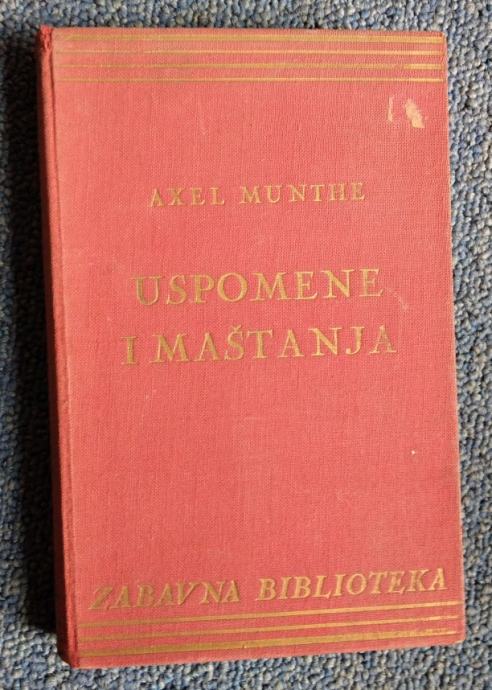 AXEL MUNTHE
USPOMENE
I MAŠTANJA
ZABAVNA BIBLIOTEKA